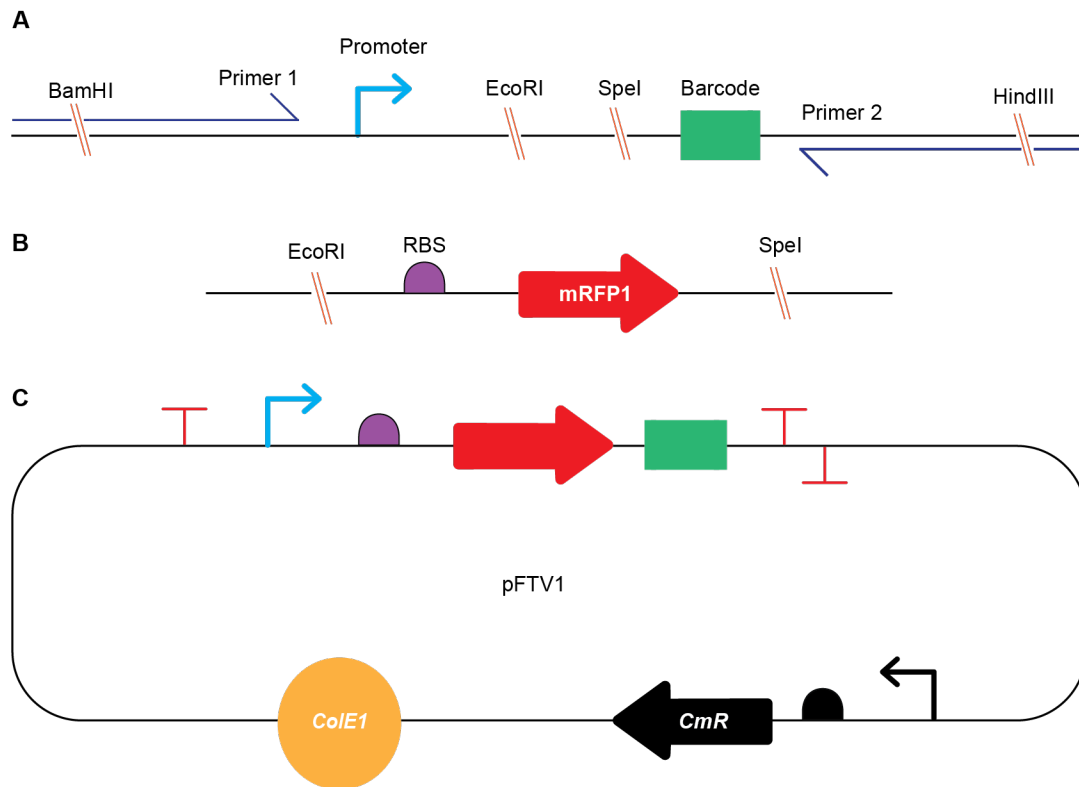 A
Promoter
BamHI
Primer 1
EcoRI
SpeI
Barcode
Primer 2
HindIII
B
EcoRI
RBS
SpeI
mRFP1
C
pFTV1
ColE1
CmR